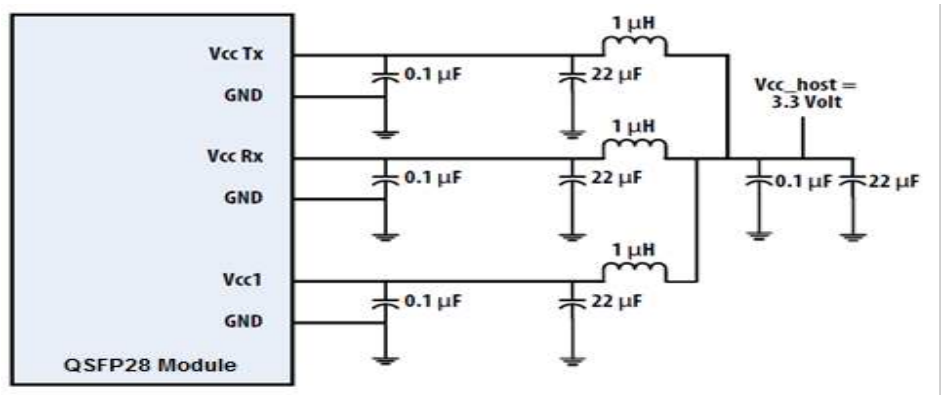 1 μH
Vcc Tx
0.1 μF
22 μF
Vcc_host =
3.3 Volt
GND
1 μH
Vcc Rx
0.1 μF
22 μF
0.1 μF
22 μF
GND
1 μH
Vcc1
0.1 μF
22 μF
GND
QSFP28 Module